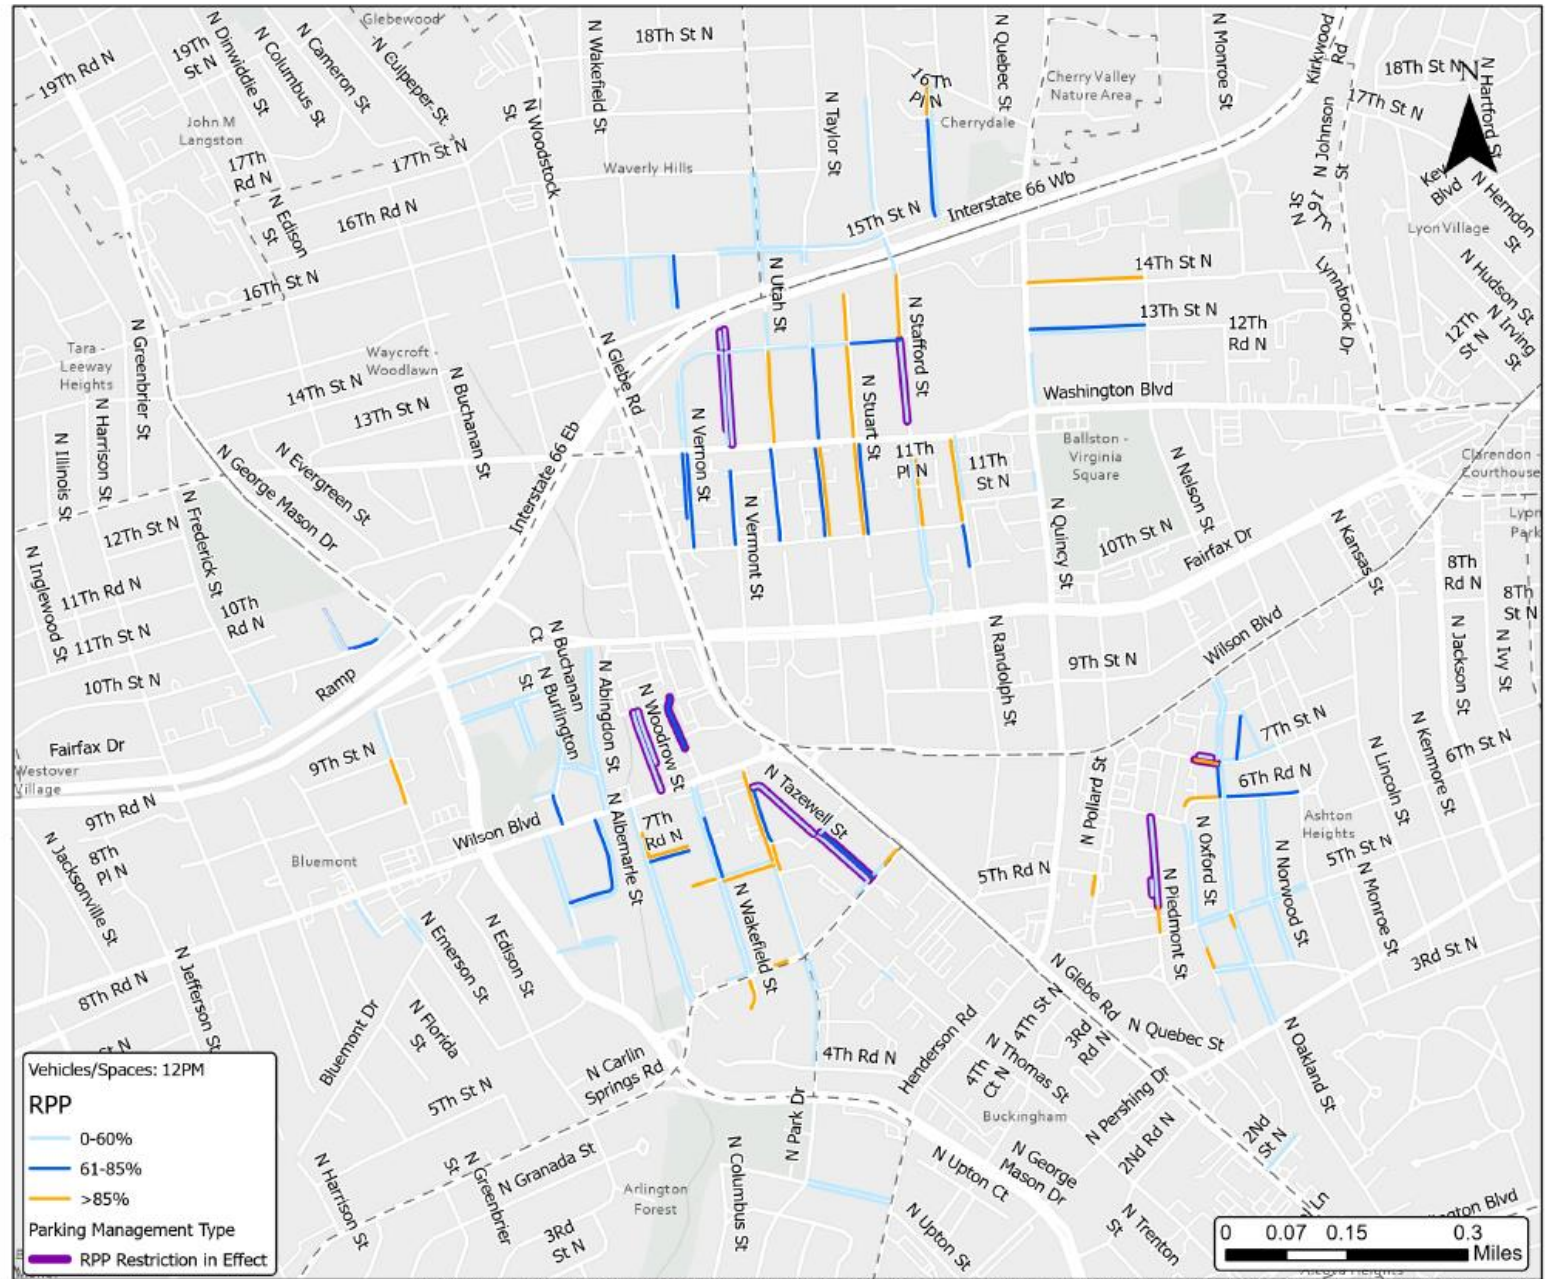 Glebewood
18Th St N
19Th Rd N
19Th
St N
N Dinwiddie St
N Columbus St
N Cameron St
N Culpeper St
St
N Woodstock
N Wakefield St
N Taylor St
16Th
Pl N
Cherrydale
N Quebec St
Cherry Valley
Nature Area
N Monroe St
Kirkwood
Rd
18Th St N
N
N Hartford St
17Th St N
N Johnson
St
Key
Blvd
N Herndon
St
Lyon Village
John M
Langston
17Th
Rd N
17Th St N
Waverly Hills
N Edison
St
16Th Rd N
16Th St N
15Th St N
Interstate 66 Wb
16Th
St N
Lynnbrook Dr
N Hudson St
N Irving
St
12Th
St N
14Th St N
13Th St N
12Th
Rd N
N Utah St
N Stafford St
N Greenbrier St
Tara -
Leeway
Heights
Waycroft -
Woodlawn
N Glebe Rd
14Th St N
13Th St N
N Buchanan St
N Harrison St
N Illinois St
Washington Blvd
N Stuart St
N Vernon St
11Th
Pl N
11Th
St N
Ballston -
Virginia
Square
N Nelson St
Clarendon -
Courthouse
Lyon
Park
N George Mason Dr
N Evergreen St
Interstate 66 Eb
N Vermont St
N Quincy St
10Th St N
Fairfax Dr
N Kansas St
12Th St N
N Frederick St
N Inglewood St
11Th Rd N
10Th
Rd N
11Th St N
10Th St N
8Th
Rd N
8Th
St N
N Jackson St
N Ivy St
Wilson Blvd
9Th St N
N Randolph St
Ramp
Ct
N Buchanan
St
N Burlington
N Abingdon St
N Woodrow St
Fairfax Dr
Westover
Village
9Th St N
7Th St N
6Th Rd N
N Kenmore St
6Th St N
N Lincoln St
N Tazewell St
N Pollard St
9Th Rd N
8Th
Pl N
Wilson Blvd
7Th
Rd N
N Albemarle St
Ashton
Heights
5Th St N
Bluemont
N Jacksonville St
5Th Rd N
N Oxford St
N Norwood St
N Piedmont St
N Monroe St
3Rd St N
N Wakefield St
N Emerson St
N Edison St
8Th Rd N
N Jefferson St
N Glebe Rd
N Quebec St
Bluemont Dr
N Florida
St
St N
4Th Rd N
Henderson Rd
4Th St N
3Rd
Rd N
N Thomas St
4Th
Ct N
N Oakland St
N Carlin
Springs Rd
5Th St N
N Park Dr
Buckingham
N Pershing Dr
2Nd Rd N
2Nd
St N
N Granada St
N Greenbrier
St
N Harrison St
3Rd
St N
Arlington
Forest
N Columbus St
N Upton Ct
N George
Mason Dr
N Upton St
N Trenton
St
Vehicles/Spaces: 12PM
RPP
0-60%
61-85%
>85%
Parking Management Type
RPP Restriction in Effect
0 0.07 0.15 0.3
Miles